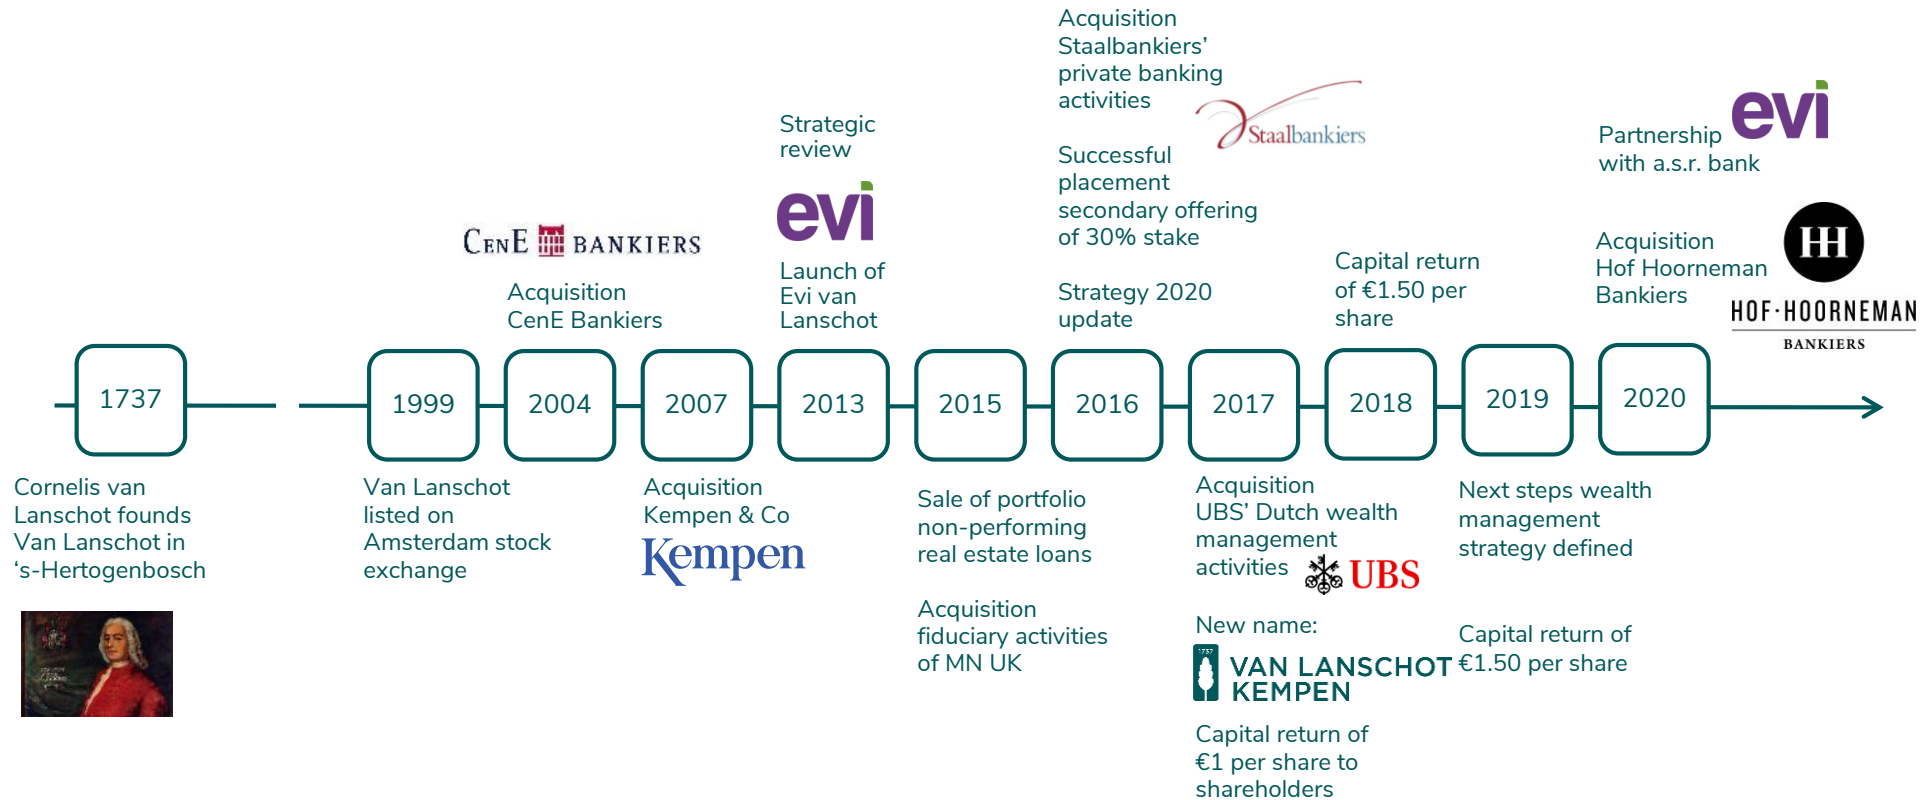 Acquisition
Staalbankiers’
private banking
activities
Staalbankiers
Successful
placement
secondary offering
of 30% stake
Strategy 2020
update
Strategic
review
evi
Launch of
Evi van
Lanschot
CENE BANKIERS
Acquisition
CenE Bankiers
Capital return
of €1.50 per
share
evi
Partnership
with a.s.r. bank
Acquisition
Hof Hoorneman
Bankiers
HH
HOF·HOORNEMAN
BANKIERS
1737
1999
2004
2007
2013
2015
2016
2017
2018
2019
2020
Cornelis van
Lanschot founds
Van Lanschot in
‘s-Hertogenbosch
Van Lanschot
listed on
Amsterdam stock
exchange
Acquisition
Kempen & Co
Kempen
Sale of portfolio
non-performing
real estate loans
Acquisition
fiduciary activities
of MN UK
Acquisition
UBS’ Dutch wealth
management
activities
UBS
New name:
1737
VAN LANSCHOT
KEMPEN
Capital return of
€1 per share to
shareholders
Next steps wealth
management
strategy defined
Capital return of
€1.50 per share